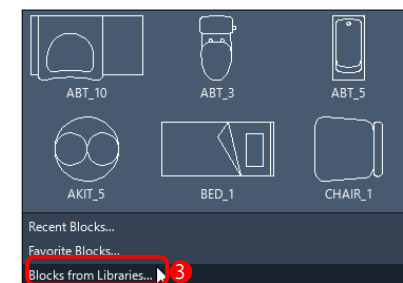 ABT_10 ABT_3 ABT_5
AKIT_5 BED_1 CHAIR_1
Recent Blocks...
Favorite Blocks...
Blocks from Libraries... 3